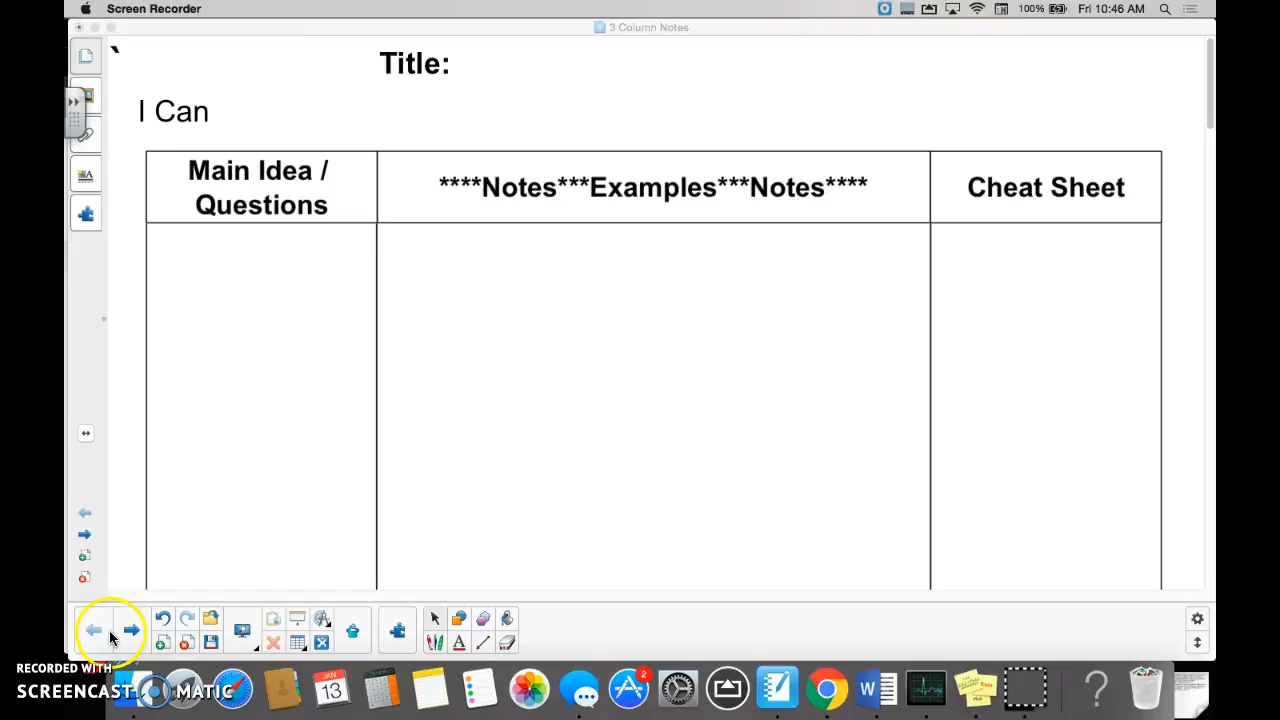 Screen Recorder
100%
Fri 10:46 AM
3 Column Notes
`
Title:
I Can
Main Idea /
Questions
****Notes***Examples***Notes****
Cheat Sheet
A
JAN
13
2
W
?
RECORDED WITH
SCREENCAST MATIC